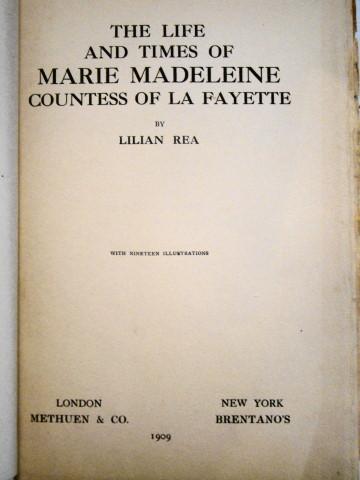 THE LIFE
AND TIMES OF
MARIE MADELEINE
COUNTESS OF LA FAYETTE
BY
LILIAN REA
WITH NINETEEN ILLUSTRATIONS
LONDON
METHUEN & CO.
NEW YORK
BRENTANO'S
1909